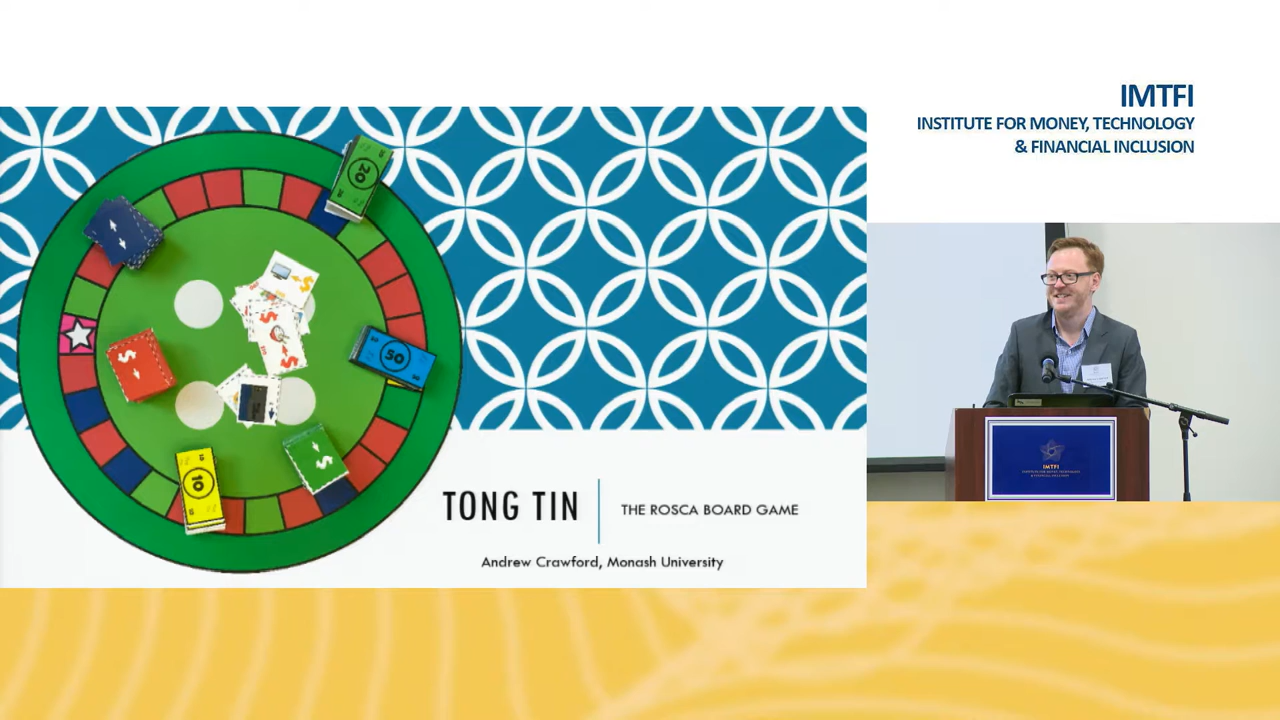 IMTFI
INSTITUTE FOR MONEY, TECHNOLOGY
& FINANCIAL INCLUSION
20
50
10
TONG TIN
THE ROSCA BOARD GAME
Andrew Crawford, Monash University
IMTFI